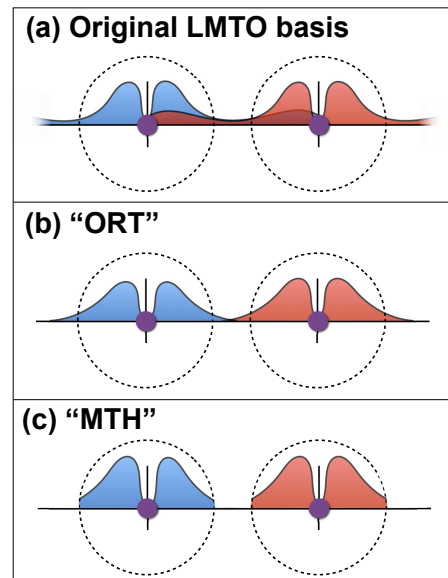 (a) Original LMTO basis
(b) “ORT”
(c) “MTH”